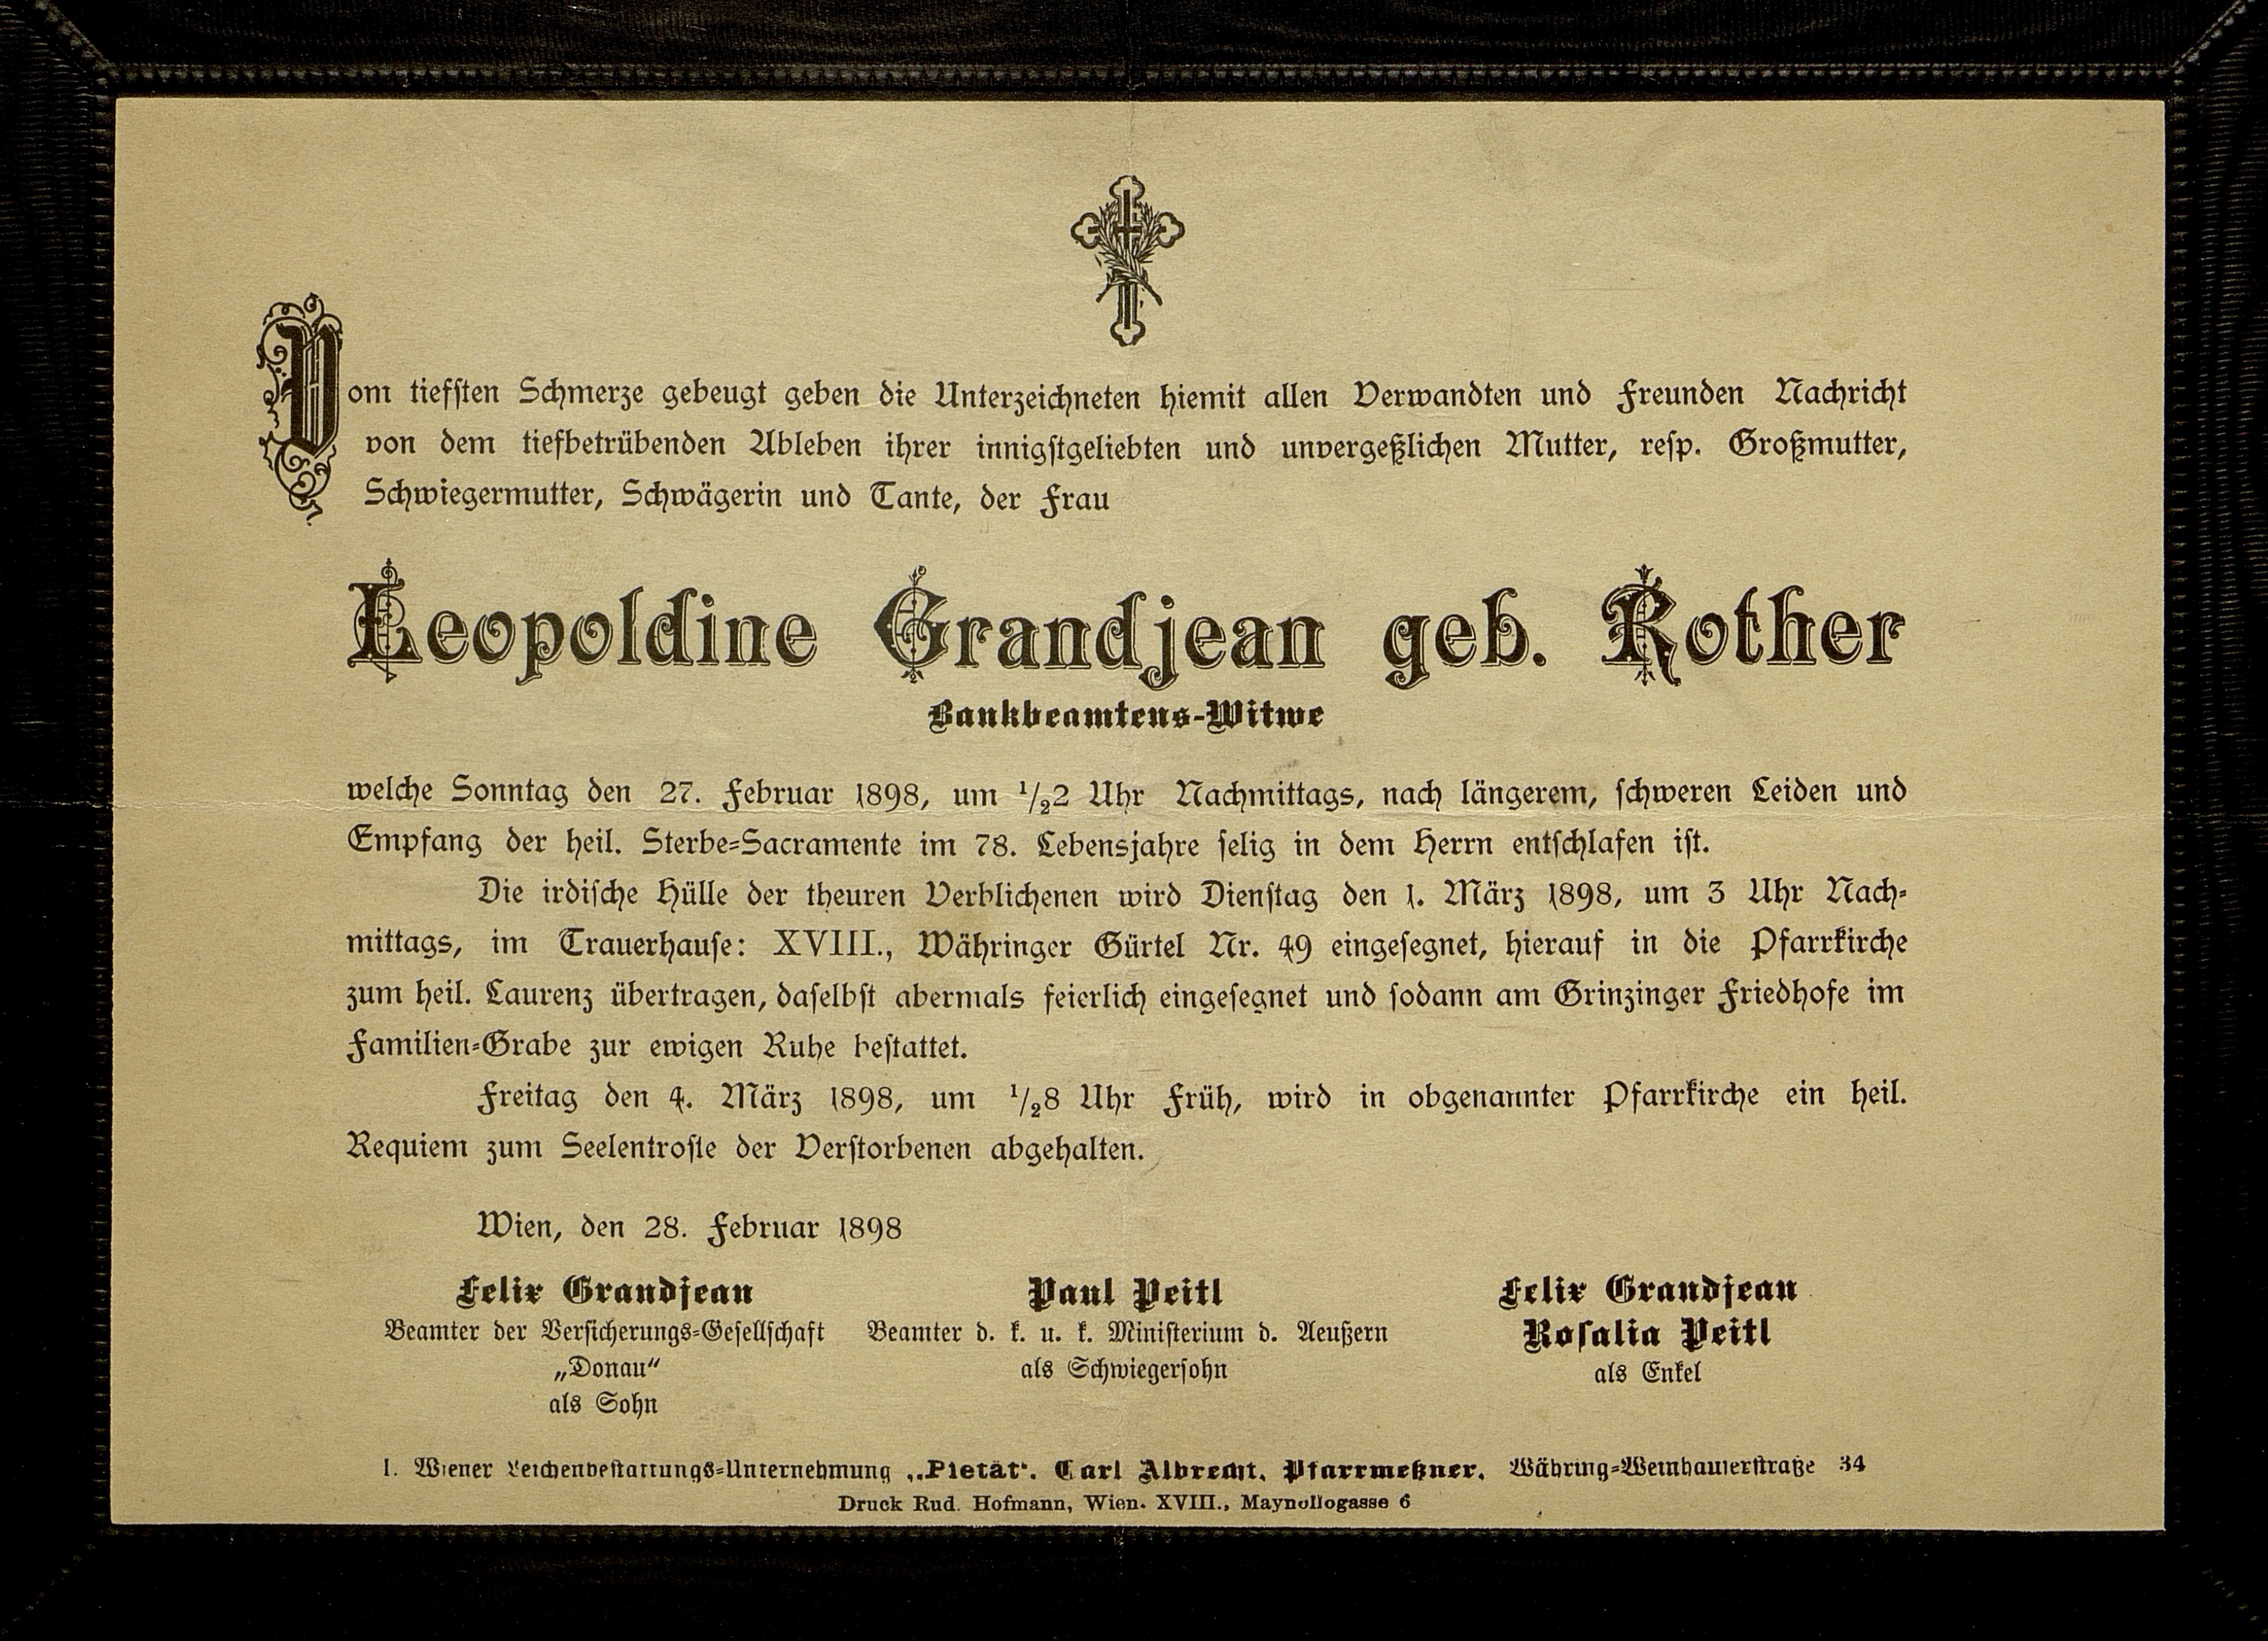 Vom tiefsten Schmerze gebeugt geben die Unterzeichneten hiemit allen Verwandten und Freunden Nachricht
von dem tiefbetrübenden Ableben ihrer innigstgeliebten und unvergeßlichen Mutter, resp. Großmutter,
Schwiegermutter, Schwägerin und Tante, der Frau
Leopoldine Grandjean geb. Rother
Bankbeamtens-Witwe
welche Sonntag den 27. Februar 1898, um 1/2 2 Uhr Nachmittags, nach längerem, schweren Leiden und
Empfang der heil. Sterbe-Sacramente im 78. Lebensjahre selig in dem Herrn entschlafen ist.
Die irdische Hülle der theuren Verblichenen wird Dienstag den 1. März 1898, um 3 Uhr Nach-
mittags, im Trauerhause: XVIII., Währinger Gürtel Nr. 49 eingesegnet, hierauf in die Pfarrkirche
zum heil. Laurenz übertragen, daselbst abermals feierlich eingesegnet und sodann am Grinzinger Friedhofe im
Familien-Grabe zur ewigen Ruhe bestattet.
Freitag den 4. März 1898, um 1/2 8 Uhr Früh, wird in obgenannter Pfarrkirche ein heil.
Requiem zum Seelentroste der Verstorbenen abgehalten.
Wien, den 28. Februar 1898
Felix Grandjean
Beamter der Versicherungs-Gesellschaft
„Donau“
als Sohn
Paul Peitl
Beamter d. k. u. k. Ministerium d. Aeußern
als Schwiegersohn
Felix Grandjean
Rosalia Peitl
als Enkel
I. Wiener Leichenbestattungs-Unternehmung „Pietät“. Carl Albrecht, Pfarrmeßner, Währing-Weinhauserstraße 34
Druck Rud. Hofmann, Wien. XVIII., Maynollogasse 6